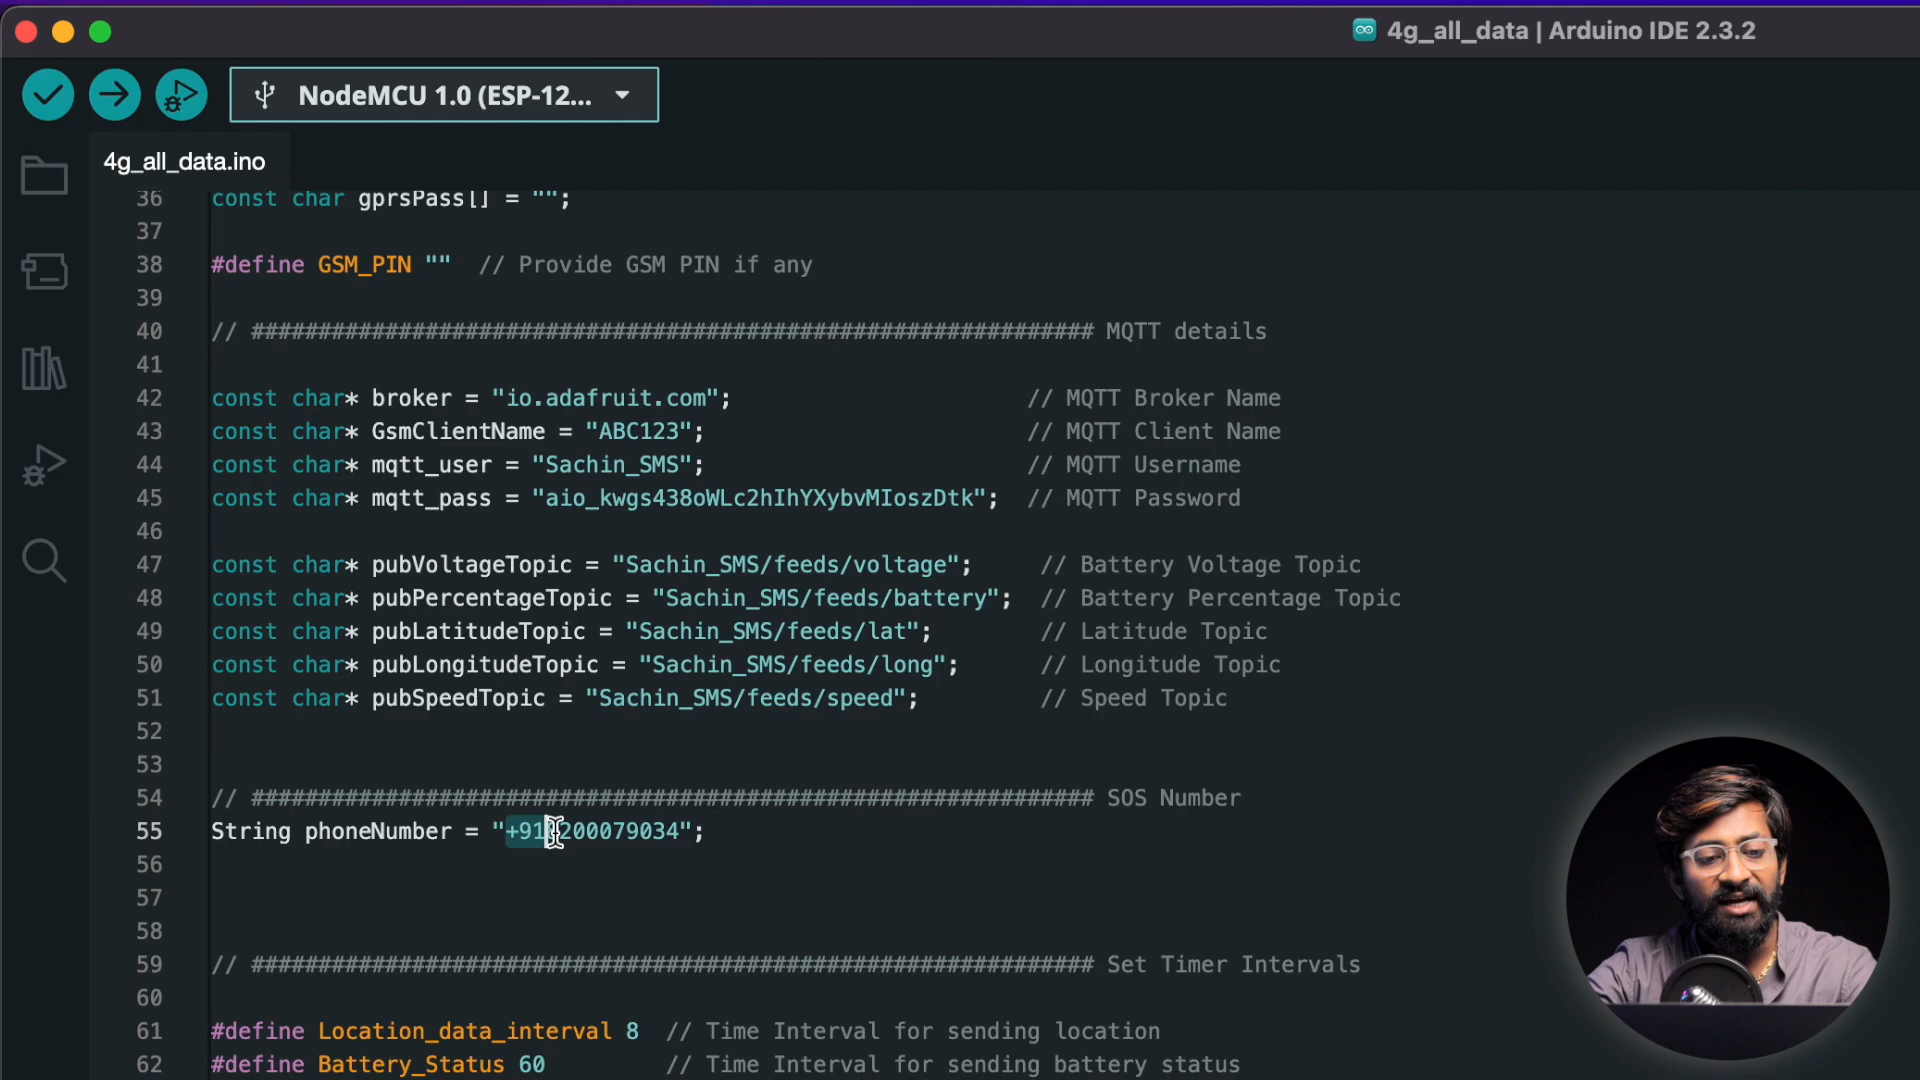 4g_all_data | Arduino IDE 2.3.2
NodeMCU 1.0 (ESP-12...
4g_all_data.ino
36 const char gprsPass[] = "";
37
38 #define GSM_PIN "" // Provide GSM PIN if any
39
40 // ############################################################### MQTT details
41
42 const char* broker = "io.adafruit.com"; // MQTT Broker Name
43 const char* GsmClientName = "ABC123"; // MQTT Client Name
44 const char* mqtt_user = "Sachin_SMS"; // MQTT Username
45 const char* mqtt_pass = "aio_kwgs438oWLc2hIhYXybvMIoszDtk"; // MQTT Password
46
47 const char* pubVoltageTopic = "Sachin_SMS/feeds/voltage"; // Battery Voltage Topic
48 const char* pubPercentageTopic = "Sachin_SMS/feeds/battery"; // Battery Percentage Topic
49 const char* pubLatitudeTopic = "Sachin_SMS/feeds/lat"; // Latitude Topic
50 const char* pubLongitudeTopic = "Sachin_SMS/feeds/long"; // Longitude Topic
51 const char* pubSpeedTopic = "Sachin_SMS/feeds/speed"; // Speed Topic
52
53
54 // ############################################################### SOS Number
55 String phoneNumber = ";
56
57
58
59 // ############################################################### Set Timer Intervals
60
61 #define Location_data_interval 8 // Time Interval for sending location
62 #define Battery_Status 60 // Time Interval for sending battery status